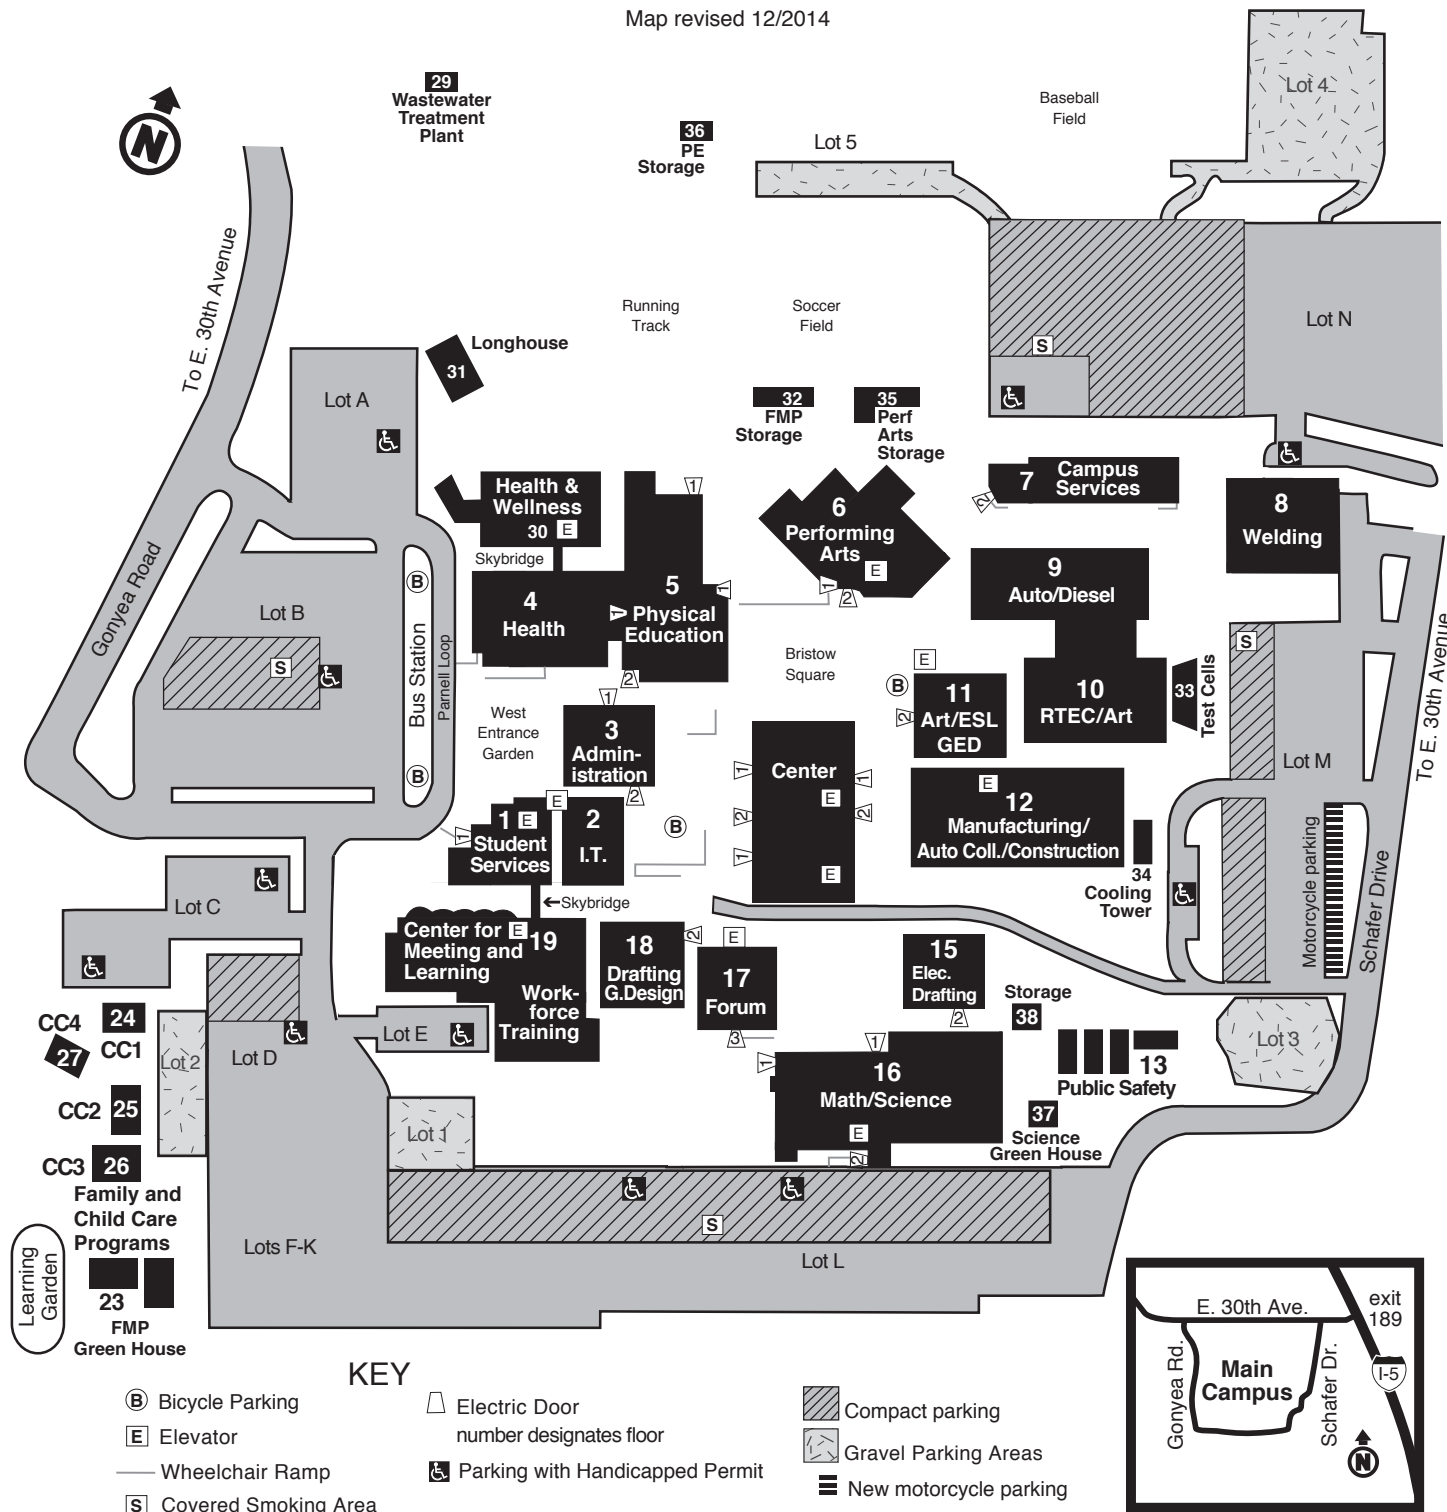 Map revised 12/2014
29
Wastewater
Treatment
Plant
36
PE
Storage
Baseball
Field
Lot 4
Lot 5
N
To E. 30th Avenue
Running
Track
Soccer
Field
Lot N
S
Longhouse
31
Lot A
32
FMP
Storage
35
Perf
Arts
Storage
Health &
Wellness
30 E
Skybridge
1
6
Performing
Arts
E
1
2
7
Campus
Services
2
8
Welding
Gonyea Road
Lot B
S
B
Bus Station
B
Parnell Loop
4
Health
1
5
Physical
Education
1
2
9
Auto/Diesel
Bristow
Square
E
B
2
11
Art/ESL
GED
10
RTEC/Art
33
Test Cells
S
Lot M
To E. 30th Avenue
West
Entrance
Garden
1
3
Admin-
istration
2
Center
1
2
1
1
2
E
E
E
12
Manufacturing/
Auto Coll./Construction
34
Cooling
Tower
Motorcycle parking
Schafer Drive
1
1 E
Student
Services
E
2
I.T.
B
Skybridge
Lot C
Center for E 19
Meeting and
Learning
Work-
force
Training
18
Drafting
G.Design
2
E
17
Forum
3
15
Elec.
Drafting
2
Storage
38
CC4
27
24
CC1
Lot 2
Lot D
Lot E
1
1
16
Math/Science
E
2
13
Public Safety
Lot 3
CC2 25
37
Science
Green House
Lot 1
CC3 26
Family and
Child Care
Programs
Learning
Garden
23
FMP
Green House
Lots F-K
S
Lot L
E. 30th Ave.
exit
189
Gonyea Rd.
Main
Campus
Schafer Dr.
I-5
N
KEY
B Bicycle Parking
E Elevator
Wheelchair Ramp
S Covered Smoking Area
Electric Door
number designates floor
Parking with Handicapped Permit
Compact parking
Gravel Parking Areas
New motorcycle parking